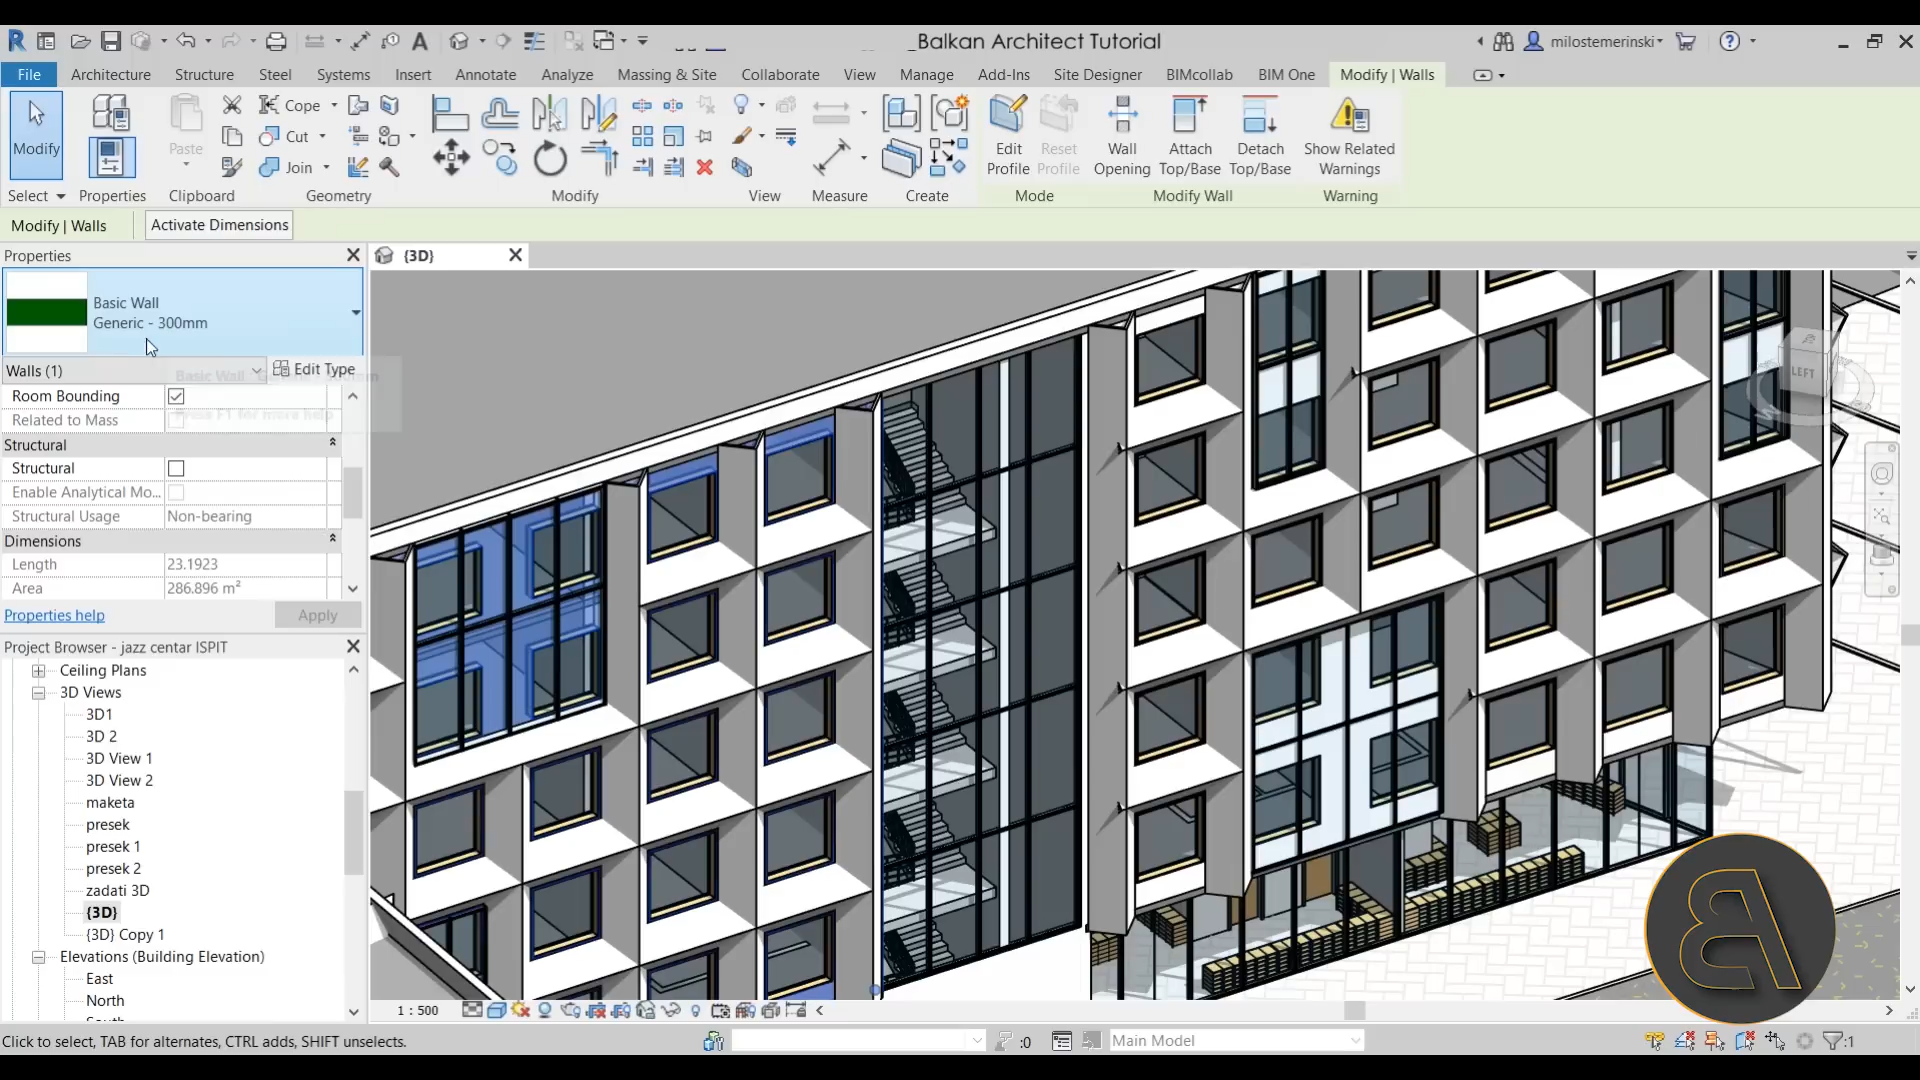 Balkan Architect Tutorial
milostemerinski
File
Architecture
Structure
Steel
Systems
Insert
Annotate
Analyze
Massing & Site
Collaborate
View
Manage
Add-Ins
Site Designer
BIMcollab
BIM One
Modify | Walls
Modify
Paste
Cope
Cut
Join
Edit
Profile
Reset
Profile
Wall
Opening
Attach
Top/Base
Detach
Top/Base
Show Related
Warnings
Select
Properties
Clipboard
Geometry
Modify
View
Measure
Create
Mode
Modify Wall
Warning
Modify | Walls
Activate Dimensions
Properties
{3D}
Basic Wall
Generic - 300mm
Walls (1)
Edit Type
Room Bounding
Related to Mass
Structural
Structural
Enable Analytical Mo...
Structural Usage
Non-bearing
Dimensions
Length
23.1923
Area
286.896 m²
Properties help
Apply
Project Browser - jazz centar ISPIT
Ceiling Plans
3D Views
3D1
3D 2
3D View 1
3D View 2
maketa
presek
presek 1
presek 2
zadati 3D
{3D}
{3D} Copy 1
Elevations (Building Elevation)
East
North
LEFT
1 : 500
Click to select, TAB for alternates, CTRL adds, SHIFT unselects.
:0
Main Model
:1